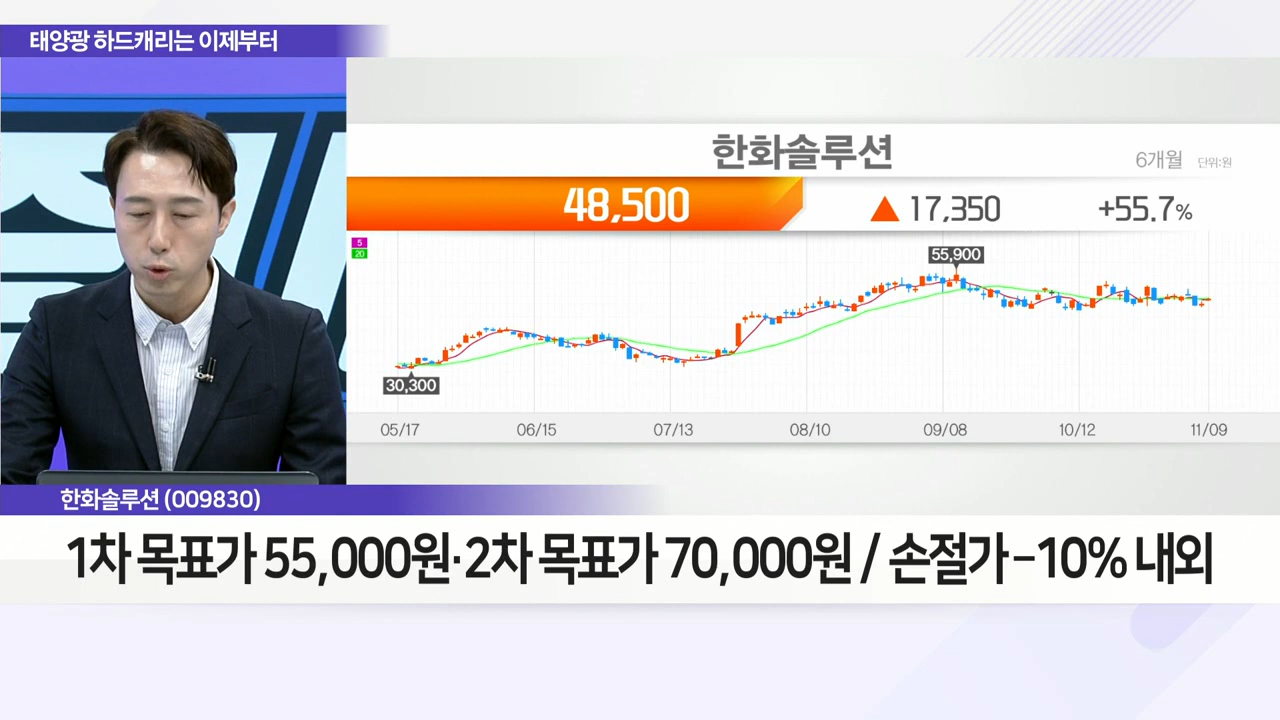 태양광 하드캐리는 이제부터
한화솔루션
6개월 단위:원
48,500 ▲ 17,350 +55.7%
5
20
55,900
30,300
05/17 06/15 07/13 08/10 09/08 10/12 11/09
한화솔루션 (009830)
1차 목표가 55,000원·2차 목표가 70,000원 / 손절가 -10% 내외